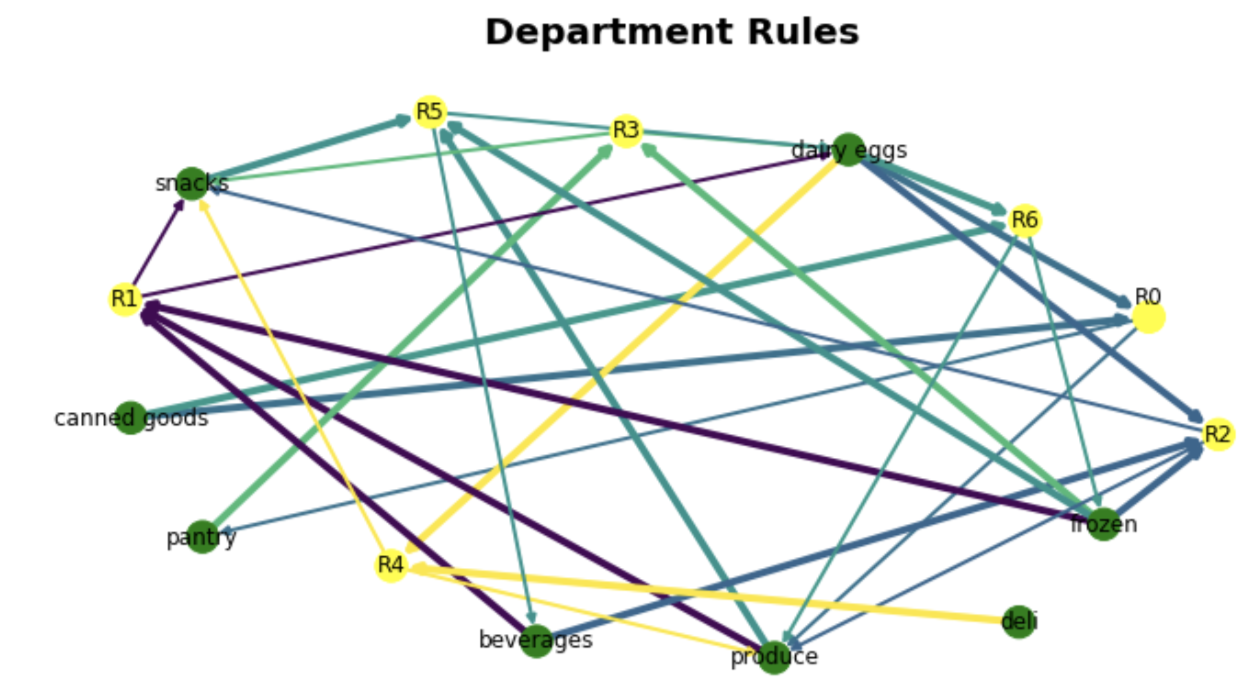 Department Rules
R5
R3
dairy eggs
snacks
R6
R1
R0
canned goods
R2
frozen
pantry
R4
deli
beverages
produce